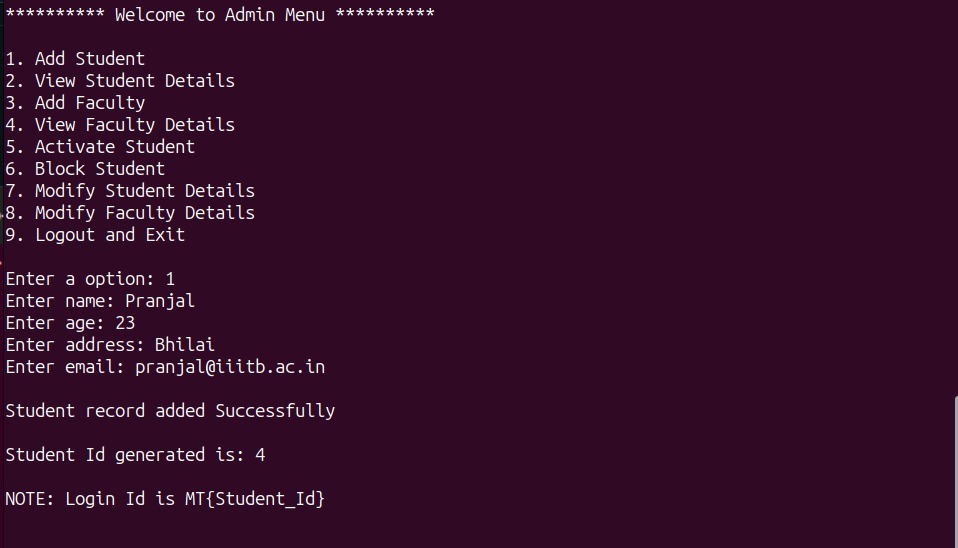 ********** Welcome to Admin Menu **********
1. Add Student
2. View Student Details
3. Add Faculty
4. View Faculty Details
5. Activate Student
6. Block Student
7. Modify Student Details
8. Modify Faculty Details
9. Logout and Exit
Enter a option: 1
Enter name: Pranjal
Enter age: 23
Enter address: Bhilai
Enter email: pranjal@iiitb.ac.in
Student record added Successfully
Student Id generated is: 4
NOTE: Login Id is MT{Student_Id}